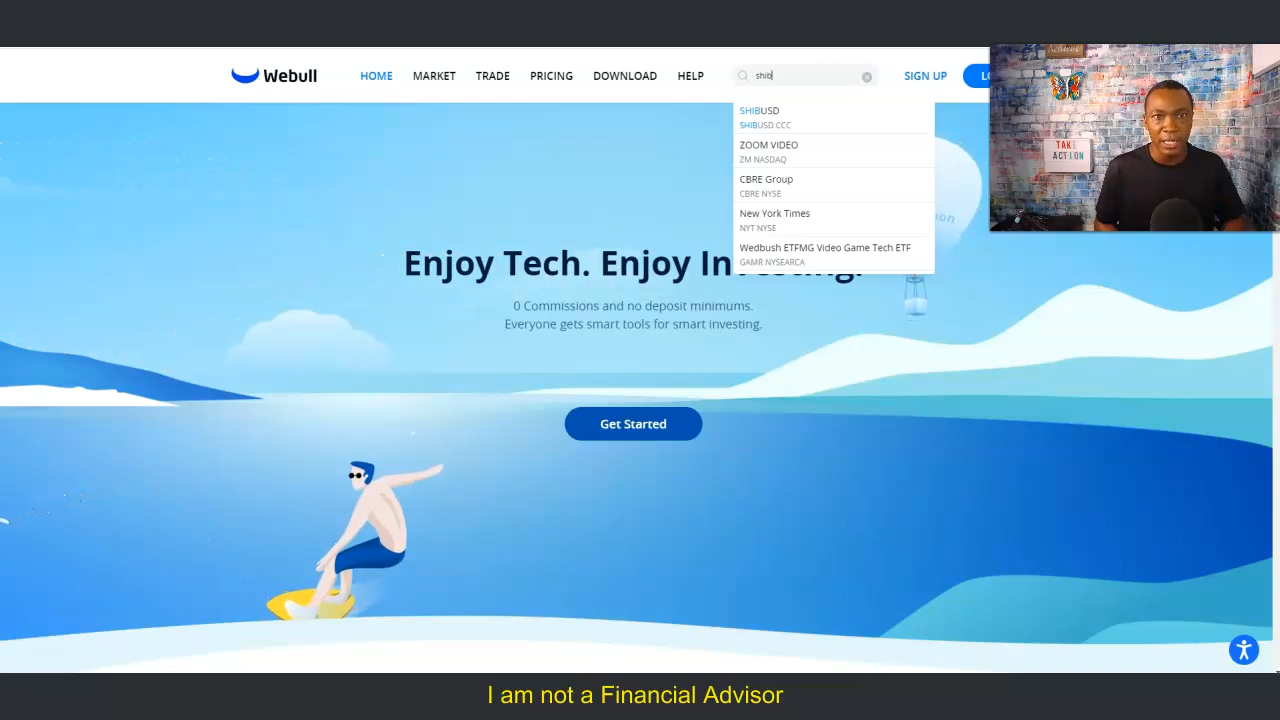 Webull
HOME
MARKET
TRADE
PRICING
DOWNLOAD
HELP
shib
SIGN UP
SHIBUSD
SHIBUSD CCC
ZOOM VIDEO
ZM NASDAQ
CBRE Group
CBRE NYSE
New York Times
NYT NYSE
Wedbush ETFMG Video Game Tech ETF
GAMR NYSEARCA
TAKE
ACTION
Enjoy Tech. Enjoy Investing.
0 Commissions and no deposit minimums.
Everyone gets smart tools for smart investing.
Get Started
I am not a Financial Advisor